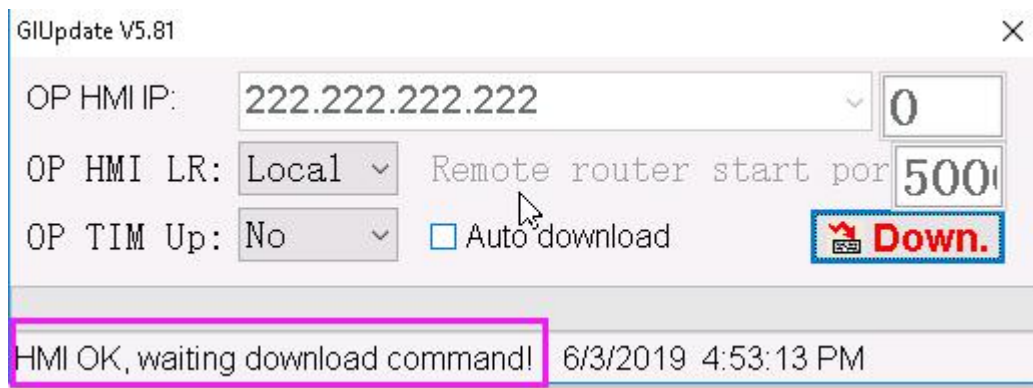 GIUpdate V5.81
OP HMI IP: 222.222.222.222 0
OP HMI LR: Local Remote router start por 500
OP TIM Up: No Auto download Down.
HMI OK, waiting download command! 6/3/2019 4:53:13 PM